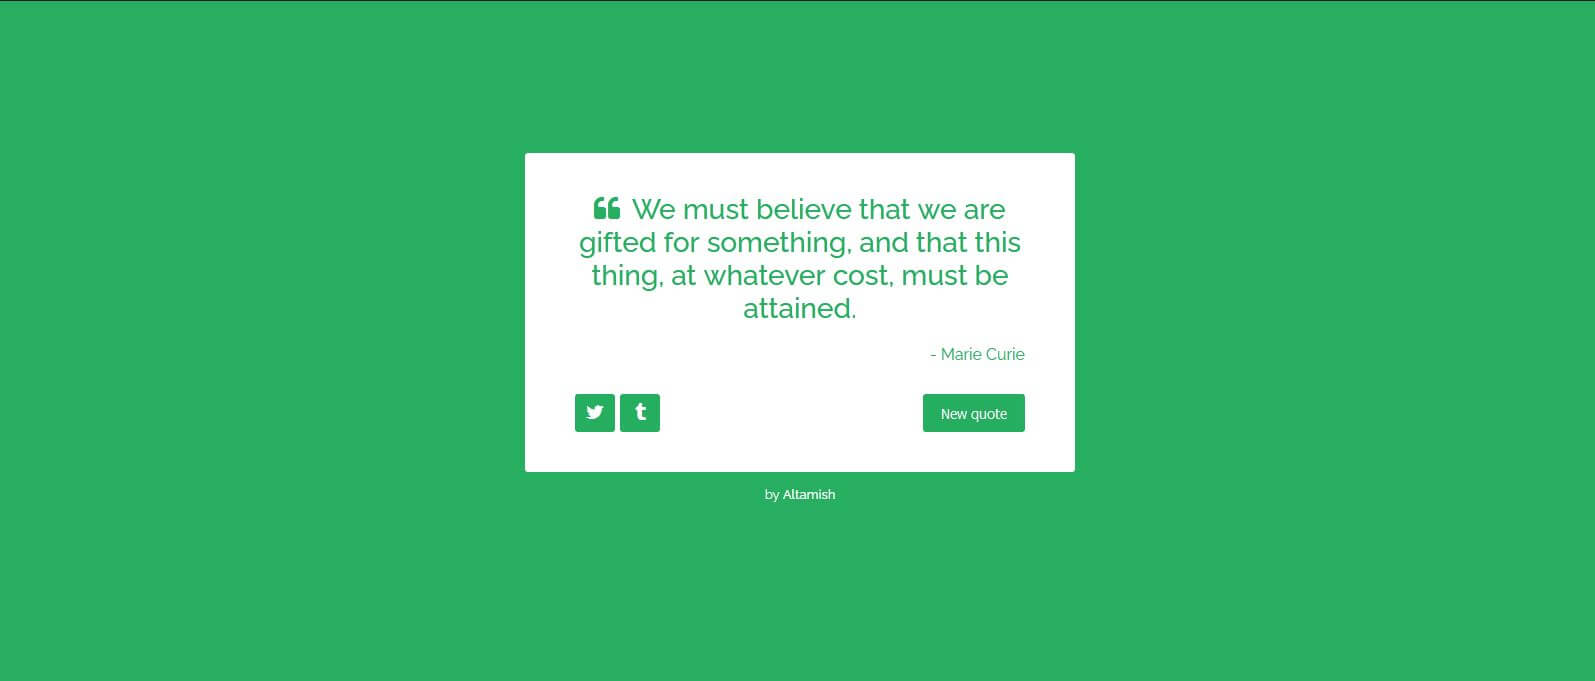 ❝ We must believe that we are
gifted for something, and that this
thing, at whatever cost, must be
attained.
- Marie Curie
New quote
by Altamish